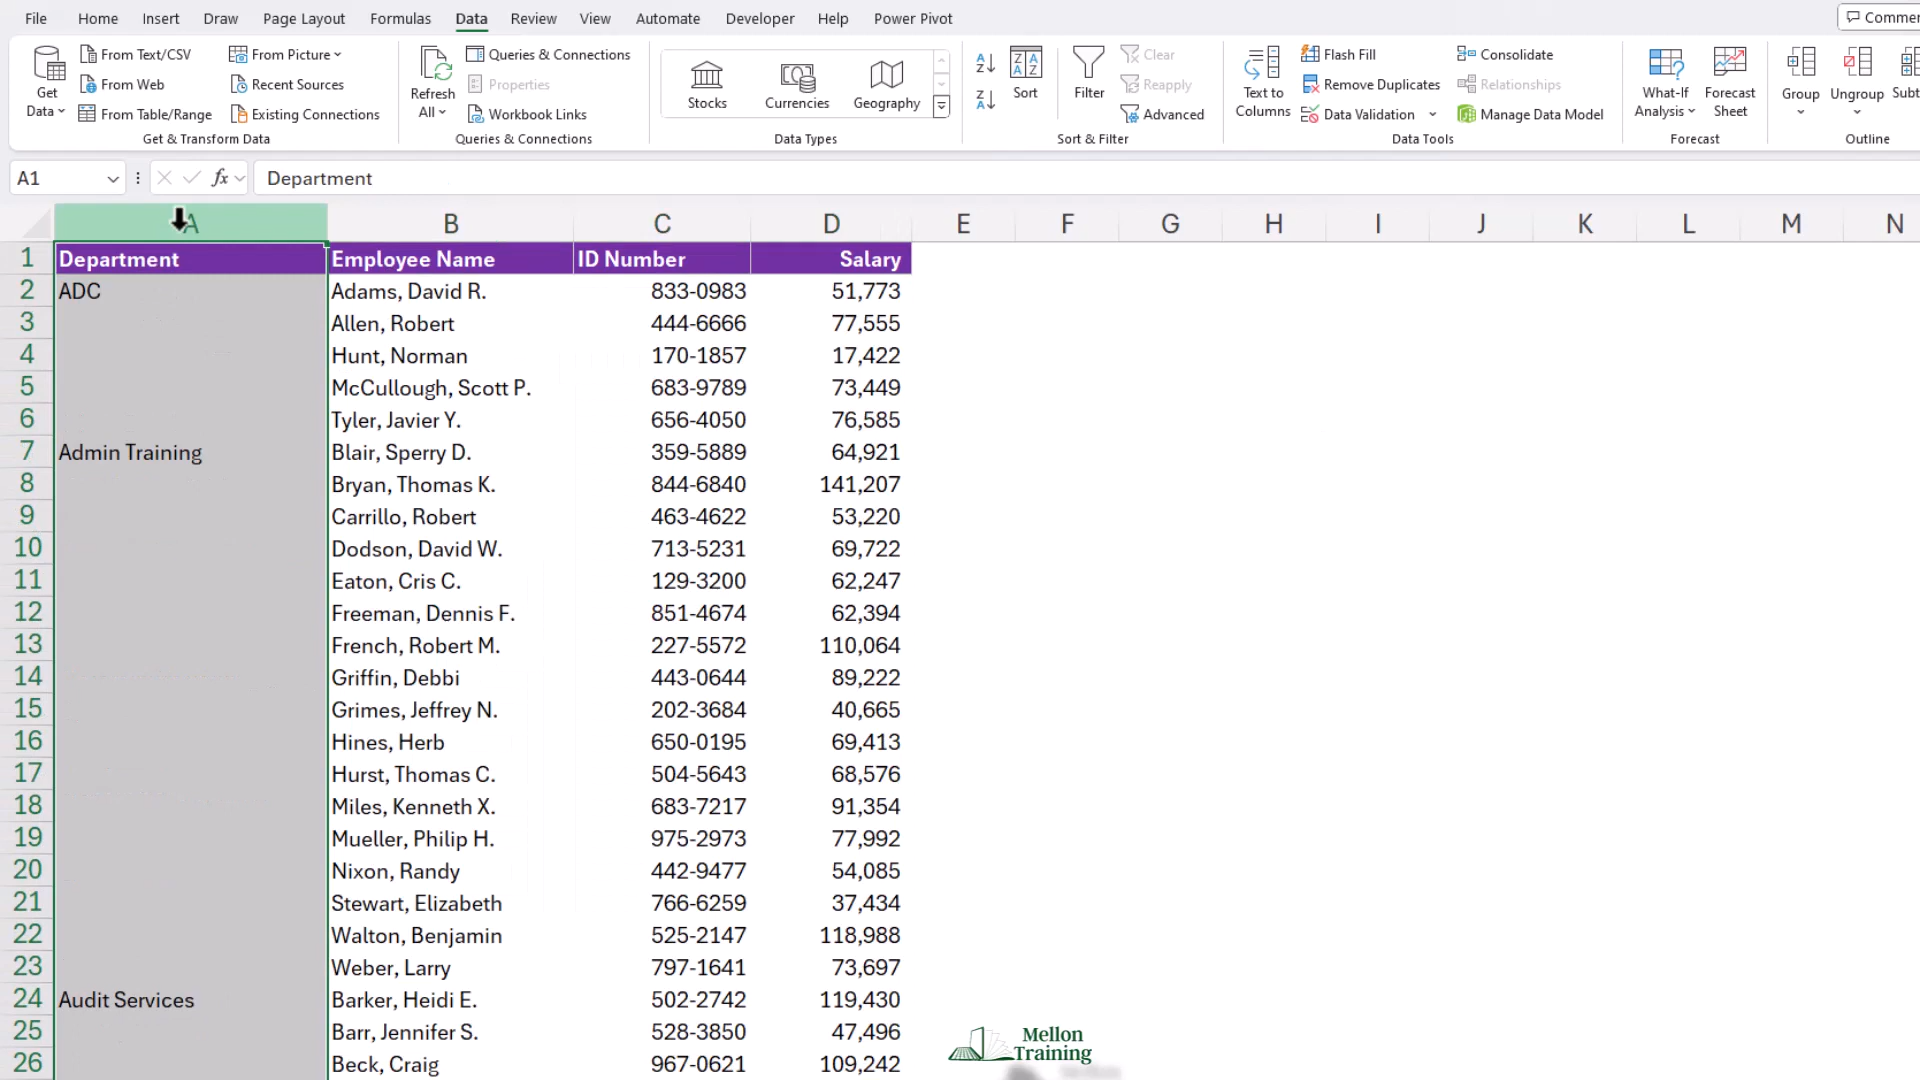 File Home Insert Draw Page Layout Formulas Data Review View Automate Developer Help Power Pivot
From Text/CSV From Picture Queries & Connections Clear Flash Fill Consolidate
Get Data From Web Recent Sources Refresh All Properties Stocks Currencies Geography Sort Filter Reapply Text to Columns Remove Duplicates Relationships What-If Analysis Forecast Sheet Group Ungroup
From Table/Range Existing Connections Workbook Links Advanced Data Validation Manage Data Model
Get & Transform Data Queries & Connections Data Types Sort & Filter Data Tools Forecast Outline
A1 fx Department
A B C D E F G H I J K L M N
1 Department Employee Name ID Number Salary
2 ADC Adams, David R. 833-0983 51,773
3 Allen, Robert 444-6666 77,555
4 Hunt, Norman 170-1857 17,422
5 McCullough, Scott P. 683-9789 73,449
6 Tyler, Javier Y. 656-4050 76,585
7 Admin Training Blair, Sperry D. 359-5889 64,921
8 Bryan, Thomas K. 844-6840 141,207
9 Carrillo, Robert 463-4622 53,220
10 Dodson, David W. 713-5231 69,722
11 Eaton, Cris C. 129-3200 62,247
12 Freeman, Dennis F. 851-4674 62,394
13 French, Robert M. 227-5572 110,064
14 Griffin, Debbi 443-0644 89,222
15 Grimes, Jeffrey N. 202-3684 40,665
16 Hines, Herb 650-0195 69,413
17 Hurst, Thomas C. 504-5643 68,576
18 Miles, Kenneth X. 683-7217 91,354
19 Mueller, Philip H. 975-2973 77,992
20 Nixon, Randy 442-9477 54,085
21 Stewart, Elizabeth 766-6259 37,434
22 Walton, Benjamin 525-2147 118,988
23 Weber, Larry 797-1641 73,697
24 Audit Services Barker, Heidi E. 502-2742 119,430
25 Barr, Jennifer S. 528-3850 47,496
26 Beck, Craig 967-0621 109,242
Mellon
Training